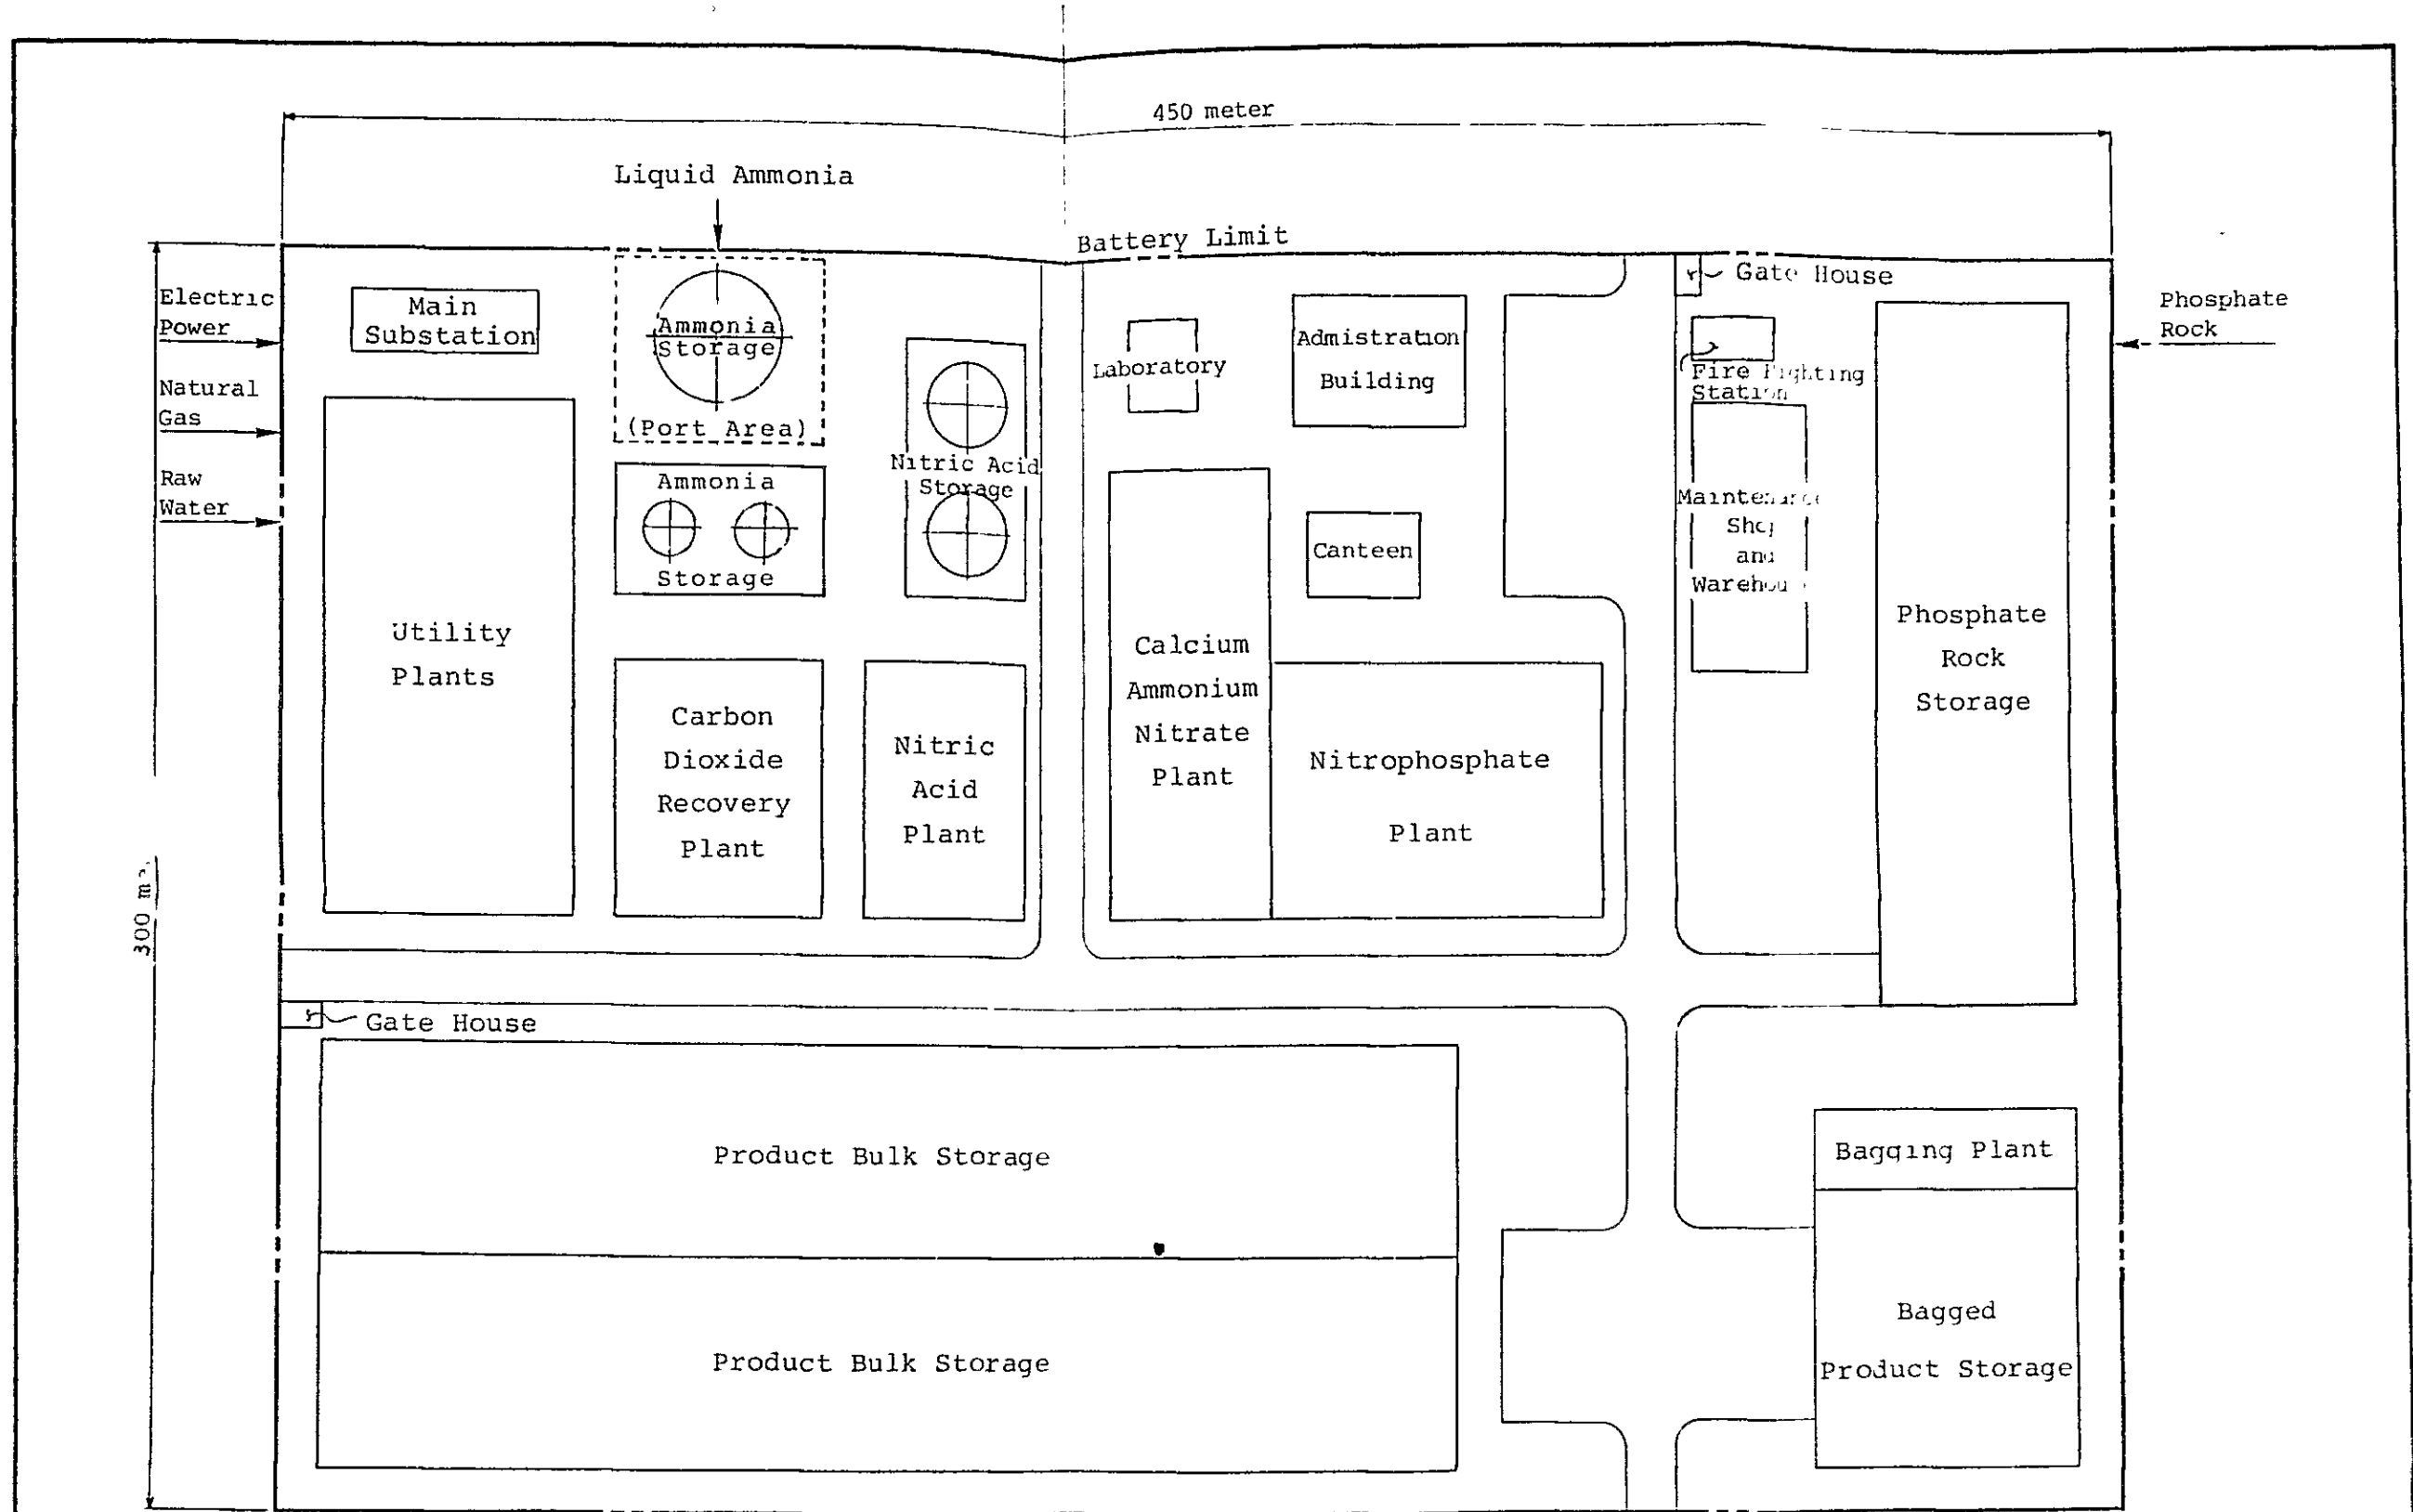 450 meter
Liquid Ammonia
Battery Limit
Electric
Power
Natural
Gas
Raw
Water
300
Main
Substation
Ammonia
Storage
(Port Area)
Ammonia
Storage
Nitric Acid
Storage
Utility
Plants
Carbon
Dioxide
Recovery
Plant
Nitric
Acid
Plant
Laboratory
Admistration
Building
Canteen
Calcium
Ammonium
Nitrate
Plant
Nitrophosphate
Plant
Gate House
Fire Fighting
Station
Maintenance
and
Phosphate
Rock
Storage
Phosphate
Rock
Gate House
Product Bulk Storage
Product Bulk Storage
Bagging Plant
Bagged
Product Storage